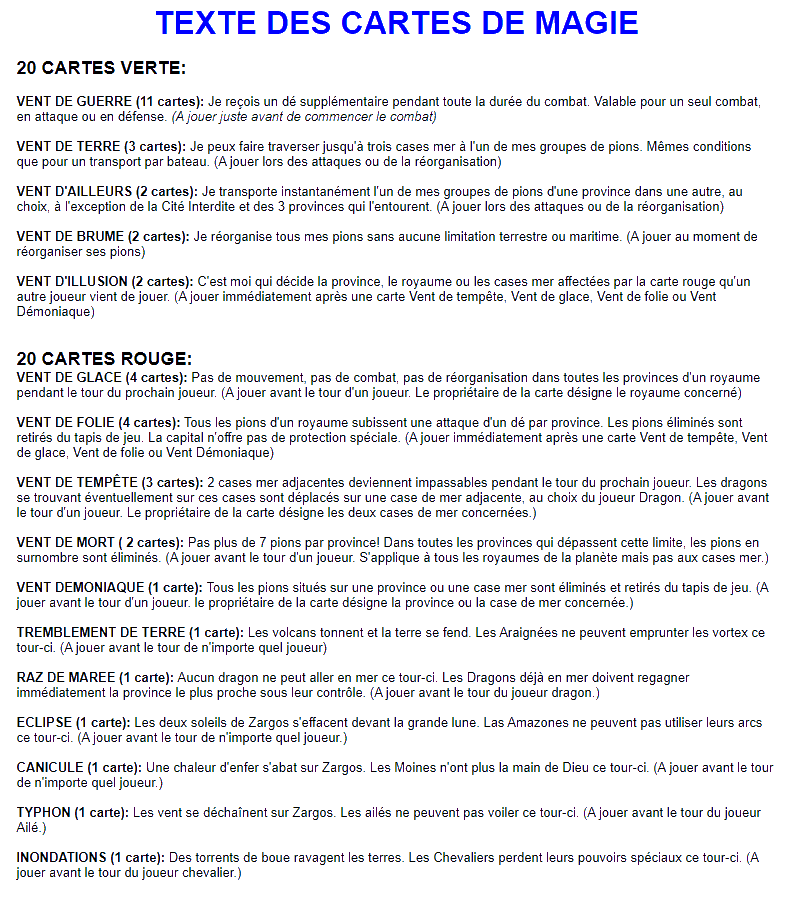 TEXTE DES CARTES DE MAGIE
20 CARTES VERTE:
VENT DE GUERRE (11 cartes): Je reçois un dé supplémentaire pendant toute la durée du combat. Valable pour un seul combat,
en attaque ou en défense. (A jouer juste avant de commencer le combat)
VENT DE TERRE (3 cartes): Je peux faire traverser jusqu'à trois cases mer à l'un de mes groupes de pions. Mêmes conditions
que pour un transport par bateau. (A jouer lors des attaques ou de la réorganisation)
VENT D'AILLEURS (2 cartes): Je transporte instantanément l'un de mes groupes de pions d'une province dans une autre, au
choix, à l'exception de la Cité Interdite et des 3 provinces qui l'entourent. (A jouer lors des attaques ou de la réorganisation)
VENT DE BRUME (2 cartes): Je réorganise tous mes pions sans aucune limitation terrestre ou maritime. (A jouer au moment de
réorganiser ses pions)
VENT D'ILLUSION (2 cartes): C'est moi qui décide la province, le royaume ou les cases mer affectées par la carte rouge qu'un
autre joueur vient de jouer. (A jouer immédiatement après une carte Vent de tempête, Vent de glace, Vent de folie ou Vent
Démoniaque)
20 CARTES ROUGE:
VENT DE GLACE (4 cartes): Pas de mouvement, pas de combat, pas de réorganisation dans toutes les provinces d'un royaume
pendant le tour du prochain joueur. (A jouer avant le tour d'un joueur. Le propriétaire de la carte désigne le royaume concerné)
VENT DE FOLIE (4 cartes): Tous les pions d'un royaume subissent une attaque d'un dé par province. Les pions éliminés sont
retirés du tapis de jeu. La capital n'offre pas de protection spéciale. (A jouer immédiatement après une carte Vent de tempête, Vent
de glace, Vent de folie ou Vent Démoniaque)
VENT DE TEMPÊTE (3 cartes): 2 cases mer adjacentes deviennent impassables pendant le tour du prochain joueur. Les dragons
se trouvant éventuellement sur ces cases sont déplacés sur une case de mer adjacente, au choix du joueur Dragon. (A jouer avant
le tour d'un joueur. Le propriétaire de la carte désigne les deux cases de mer concernées.)
VENT DE MORT ( 2 cartes): Pas plus de 7 pions par province! Dans toutes les provinces qui dépassent cette limite, les pions en
surnombre sont éliminés. (A jouer avant le tour d'un joueur. S'applique à tous les royaumes de la planète mais pas aux cases mer.)
VENT DEMONIAQUE (1 carte): Tous les pions situés sur une province ou une case mer sont éliminés et retirés du tapis de jeu. (A
jouer avant le tour d'un joueur. le propriétaire de la carte désigne la province ou la case de mer concernée.)
TREMBLEMENT DE TERRE (1 carte): Les volcans tonnent et la terre se fend. Les Araignées ne peuvent emprunter les vortex ce
tour-ci. (A jouer avant le tour de n'importe quel joueur)
RAZ DE MAREE (1 carte): Aucun dragon ne peut aller en mer ce tour-ci. Les Dragons déjà en mer doivent regagner
immédiatement la province le plus proche sous leur contrôle. (A jouer avant le tour du joueur dragon.)
ECLIPSE (1 carte): Les deux soleils de Zargos s'effacent devant la grande lune. Las Amazones ne peuvent pas utiliser leurs arcs
ce tour-ci. (A jouer avant le tour de n'importe quel joueur.)
CANICULE (1 carte): Une chaleur d'enfer s'abat sur Zargos. Les Moines n'ont plus la main de Dieu ce tour-ci. (A jouer avant le tour
de n'importe quel joueur.)
TYPHON (1 carte): Les vent se déchaînent sur Zargos. Les ailés ne peuvent pas voiler ce tour-ci. (A jouer avant le tour du joueur
Ailé.)
INONDATIONS (1 carte): Des torrents de boue ravagent les terres. Les Chevaliers perdent leurs pouvoirs spéciaux ce tour-ci. (A
jouer avant le tour du joueur chevalier.)